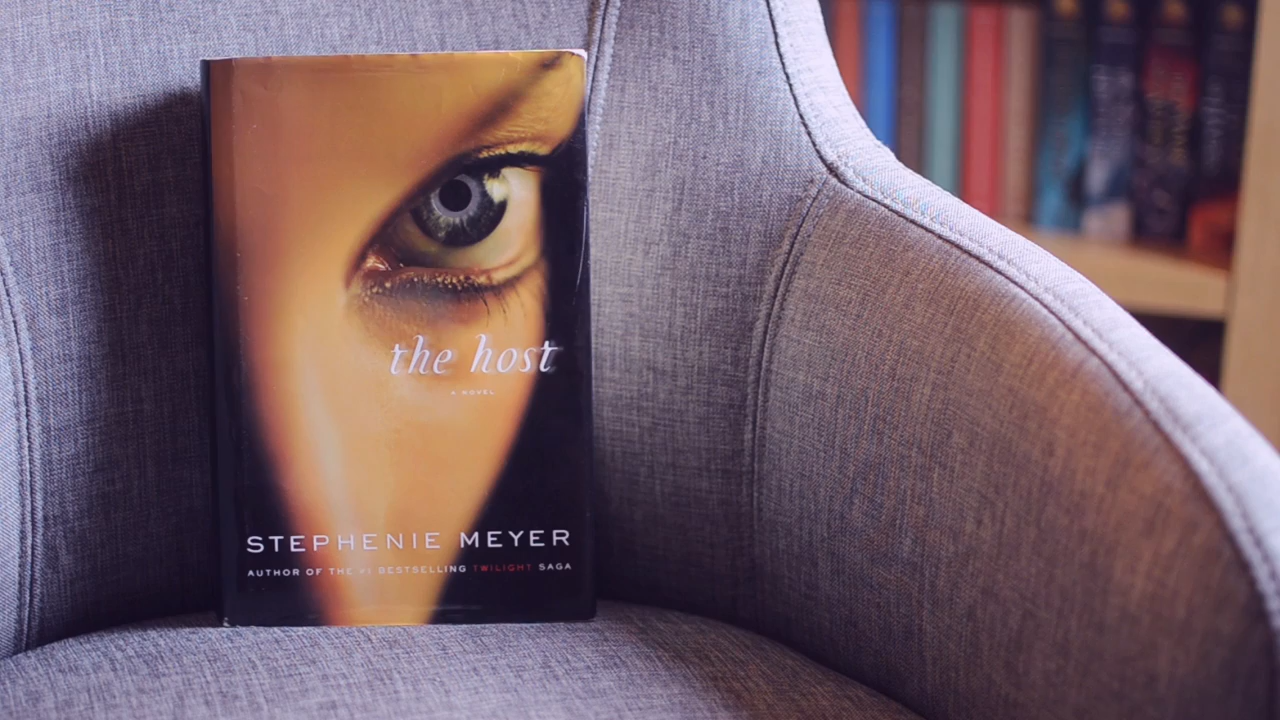 the host
A NOVEL
STEPHENIE MEYER
AUTHOR OF THE #1 BESTSELLING TWILIGHT SAGA